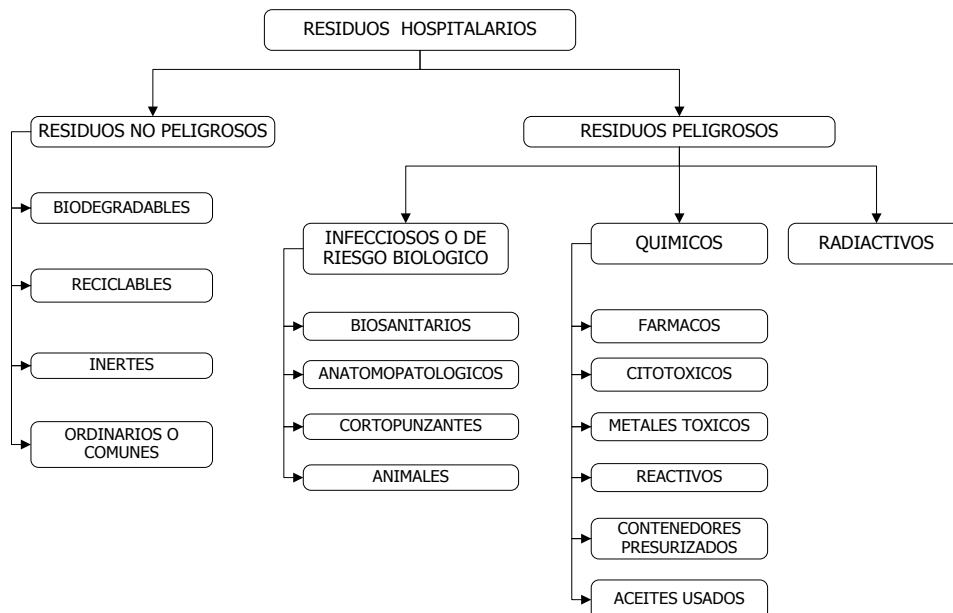 RESIDUOS HOSPITALARIOS
RESIDUOS NO PELIGROSOS
RESIDUOS PELIGROSOS
BIODEGRADABLES
RECICLABLES
INERTES
ORDINARIOS O
COMUNES
INFECCIOSOS O DE
RIESGO BIOLOGICO
BIOSANITARIOS
ANATOMOPATOLOGICOS
CORTOPUNZANTES
ANIMALES
QUIMICOS
FARMACOS
CITOTOXICOS
METALES TOXICOS
REACTIVOS
CONTENEDORES
PRESURIZADOS
ACEITES USADOS
RADIACTIVOS